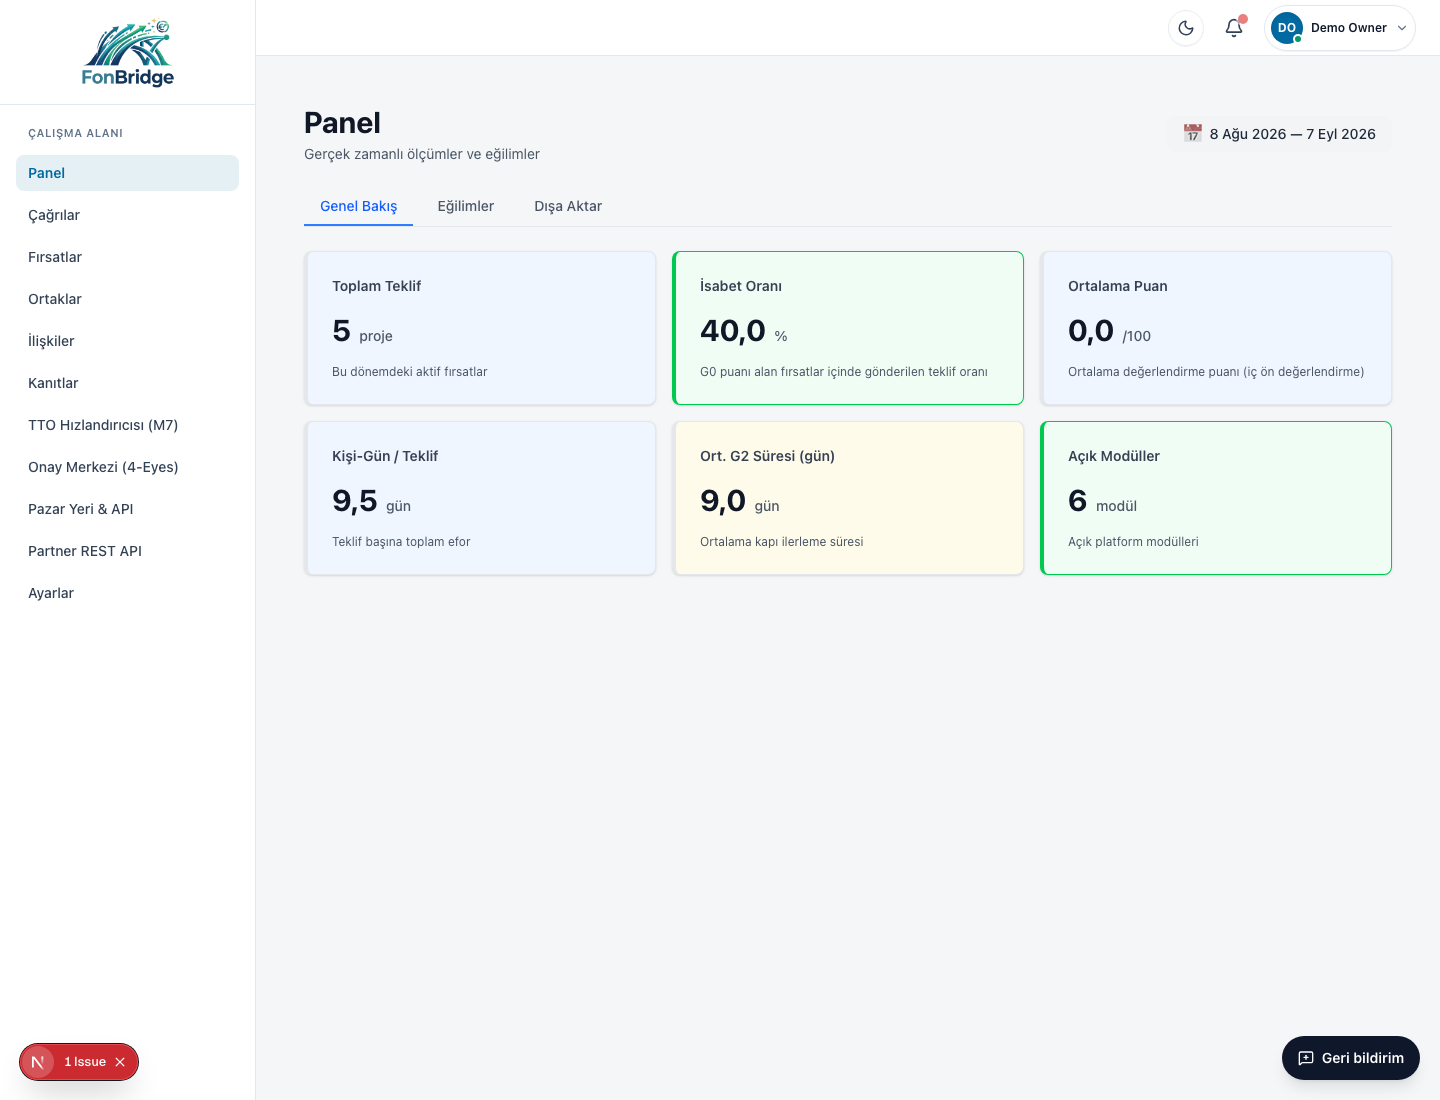 FonBridge
ÇALIŞMA ALANI
Panel
Çağrılar
Fırsatlar
Ortaklar
İlişkiler
Kanıtlar
TTO Hızlandırıcısı (M7)
Onay Merkezi (4-Eyes)
Pazar Yeri & API
Partner REST API
Ayarlar
N 1 Issue
DO Demo Owner
Panel
Gerçek zamanlı ölçümler ve eğilimler
17 8 Ağu 2026 — 7 Eyl 2026
Genel Bakış Eğilimler Dışa Aktar
Toplam Teklif
5 proje
Bu dönemdeki aktif fırsatlar
İsabet Oranı
40,0 %
G0 puanı alan fırsatlar içinde gönderilen teklif oranı
Ortalama Puan
0,0 /100
Ortalama değerlendirme puanı (iç ön değerlendirme)
Kişi-Gün / Teklif
9,5 gün
Teklif başına toplam efor
Ort. G2 Süresi (gün)
9,0 gün
Ortalama kapı ilerleme süresi
Açık Modüller
6 modül
Açık platform modülleri
Geri bildirim